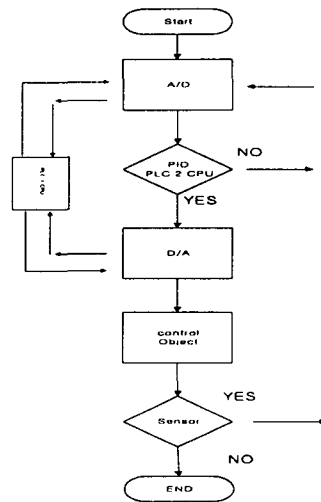 Start
A/D
PID
NO
PLC 2 CPU
YES
D/A
control
Object
YES
Sensor
NO
END